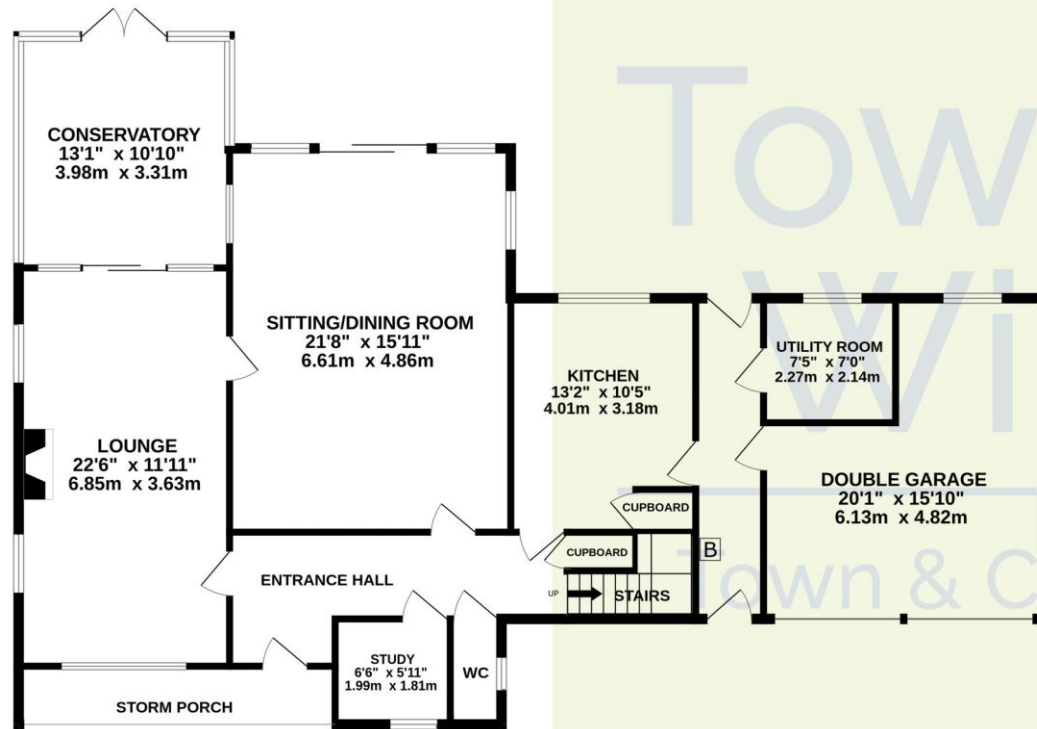 CONSERVATORY
13'1" x 10'10"
3.98m x 3.31m
SITTING/DINING ROOM
21'8" x 15'11"
6.61m x 4.86m
LOUNGE
22'6" x 11'11"
6.85m x 3.63m
KITCHEN
13'2" x 10'5"
4.01m x 3.18m
UTILITY ROOM
7'5" x 7'0"
2.27m x 2.14m
DOUBLE GARAGE
20'1" x 15'10"
6.13m x 4.82m
CUPBOARD
CUPBOARD
B
ENTRANCE HALL
UP
STAIRS
STUDY
6'6" x 5'11"
1.99m x 1.81m
WC
STORM PORCH
Tow
Wi
Town & C